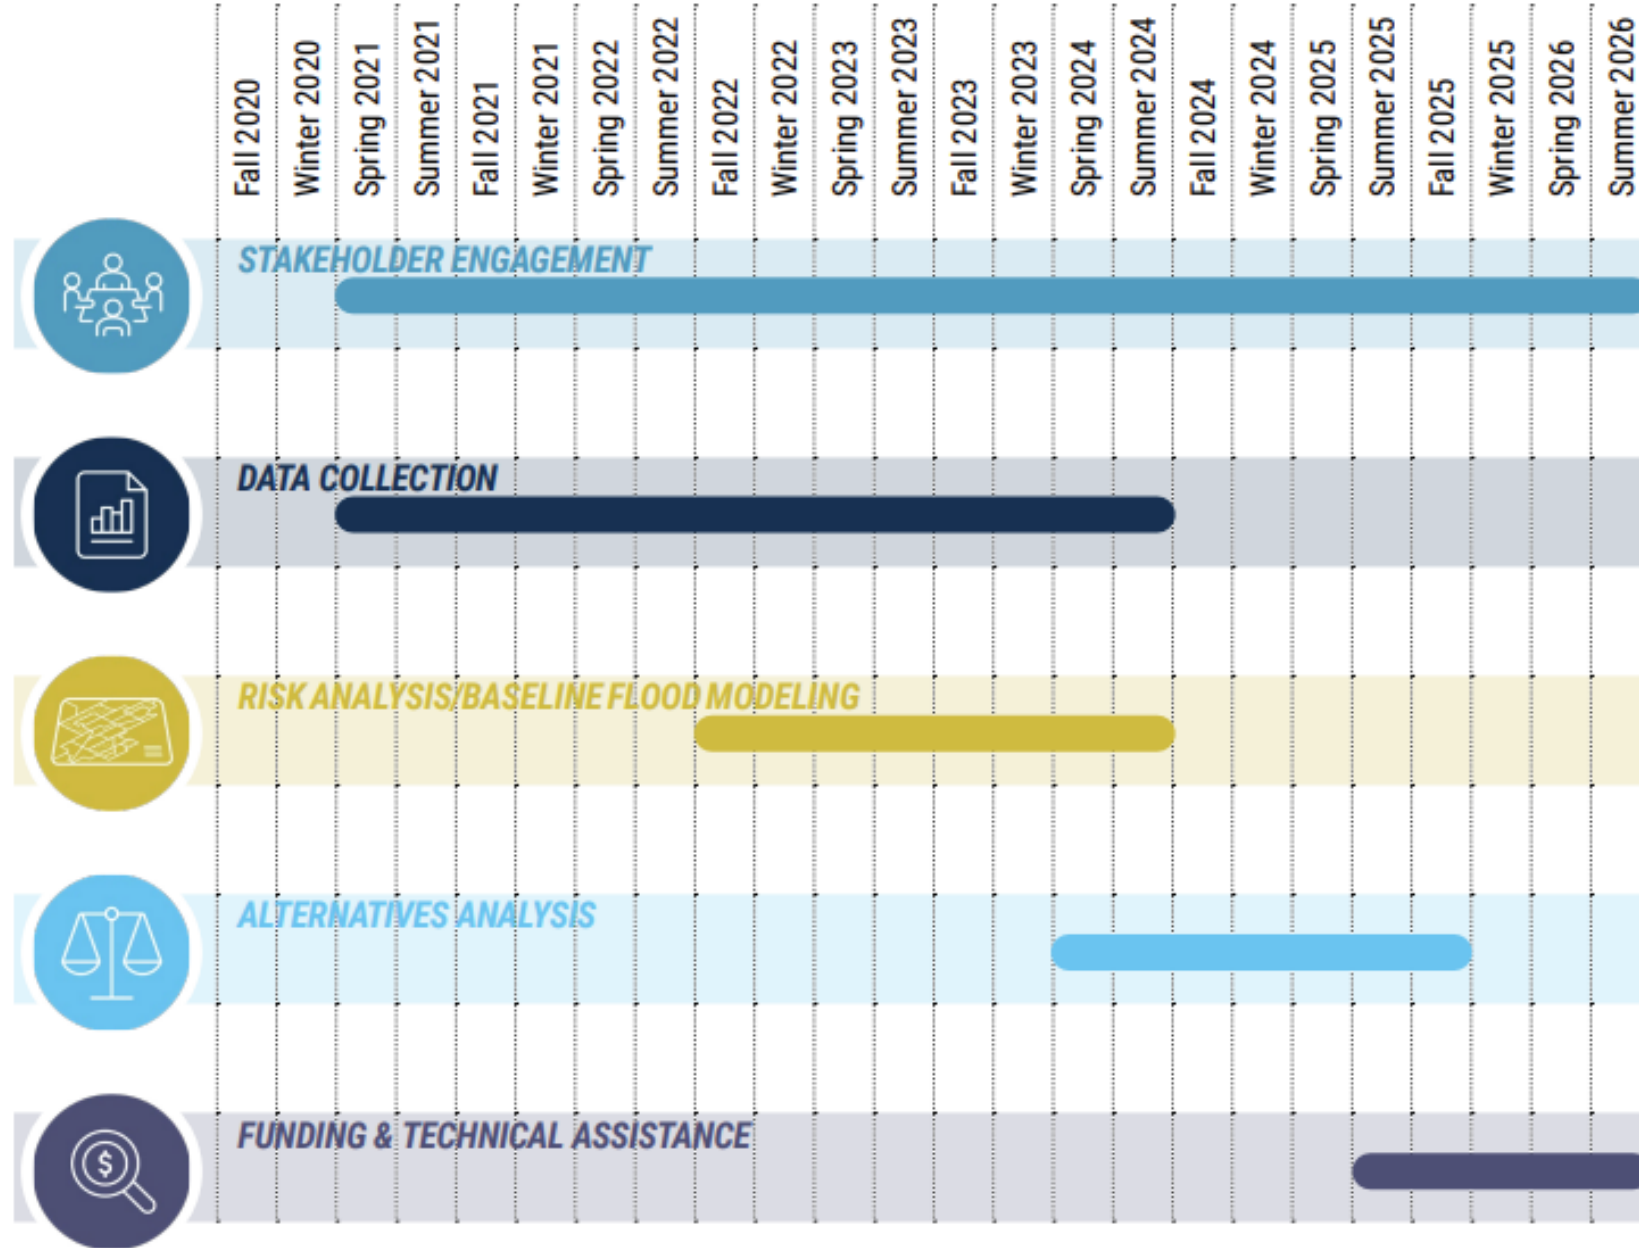 Fall 2020
Winter 2020
Spring 2021
Summer 2021
Fall 2021
Winter 2021
Spring 2022
Summer 2022
Fall 2022
Winter 2022
Spring 2023
Summer 2023
Fall 2023
Winter 2023
Spring 2024
Summer 2024
Fall 2024
Winter 2024
Spring 2025
Summer 2025
Fall 2025
Winter 2025
Spring 2026
Summer 2026
STAKEHOLDER ENGAGEMENT
DATA COLLECTION
RISK ANALYSIS/BASELINE FLOOD MODELING
ALTERNATIVES ANALYSIS
FUNDING & TECHNICAL ASSISTANCE
$